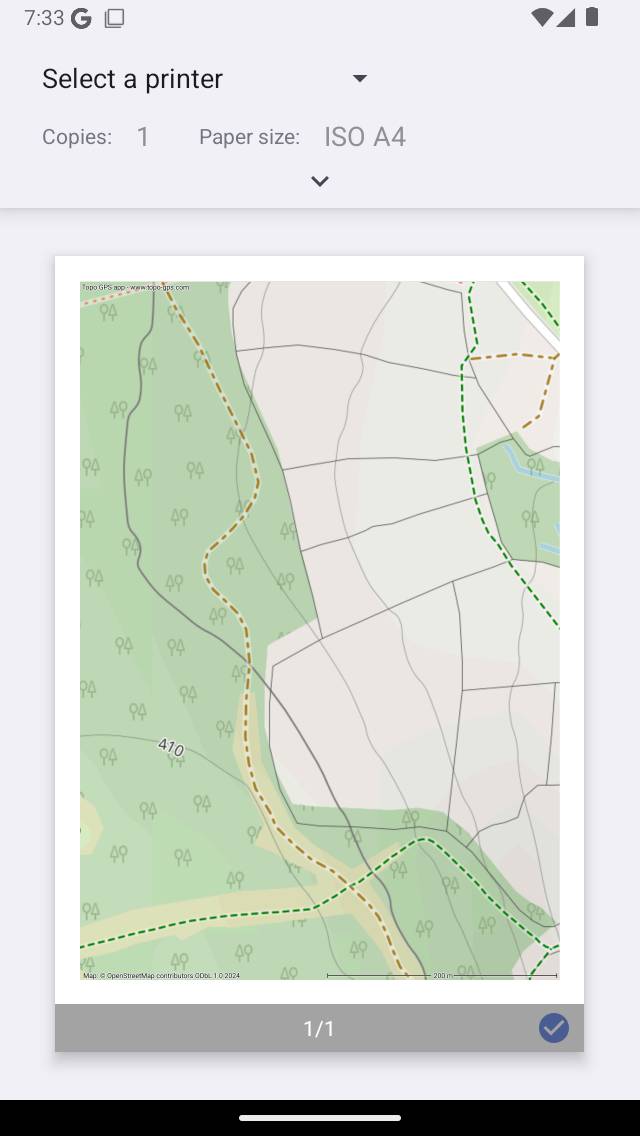 7:33
Select a printer
Copies: 1 Paper size: ISO A4
Topo GPS app - www.topo-gps.com
410
Map: © OpenStreetMap contributors ODbL 1.0 2024
200 m
1/1